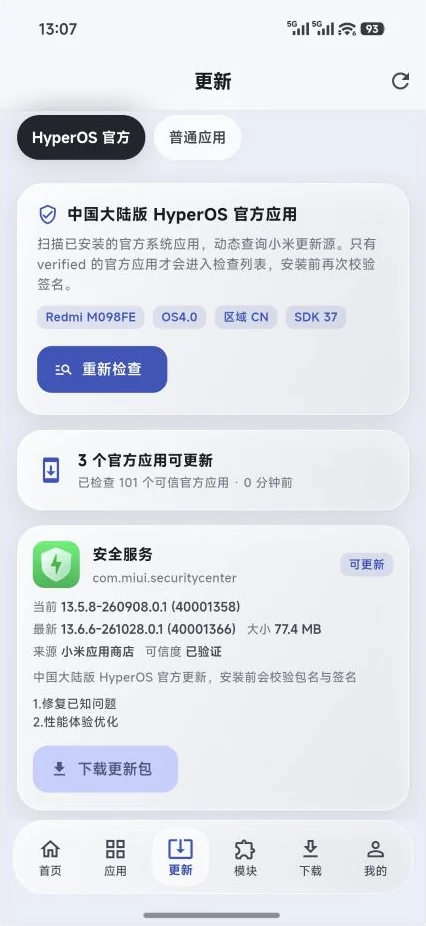 13:07
5G 5G 93
更新
HyperOS 官方
普通应用
中国大陆版 HyperOS 官方应用
扫描已安装的官方系统应用，动态查询小米更新源。只有
verified 的官方应用才会进入检查列表，安装前再次校验
签名。
Redmi M098FE OS4.0 区域 CN SDK 37
重新检查
3 个官方应用可更新
已检查 101 个可信官方应用 · 0 分钟前
安全服务
com.miui.securitycenter
可更新
当前 13.5.8-260908.0.1 (40001358)
最新 13.6.6-261028.0.1 (40001366) 大小 77.4 MB
来源 小米应用商店 可信度 已验证
中国大陆版 HyperOS 官方更新，安装前会校验包名与签名
1.修复已知问题
2.性能体验优化
下载更新包
首页 应用 更新 模块 下载 我的